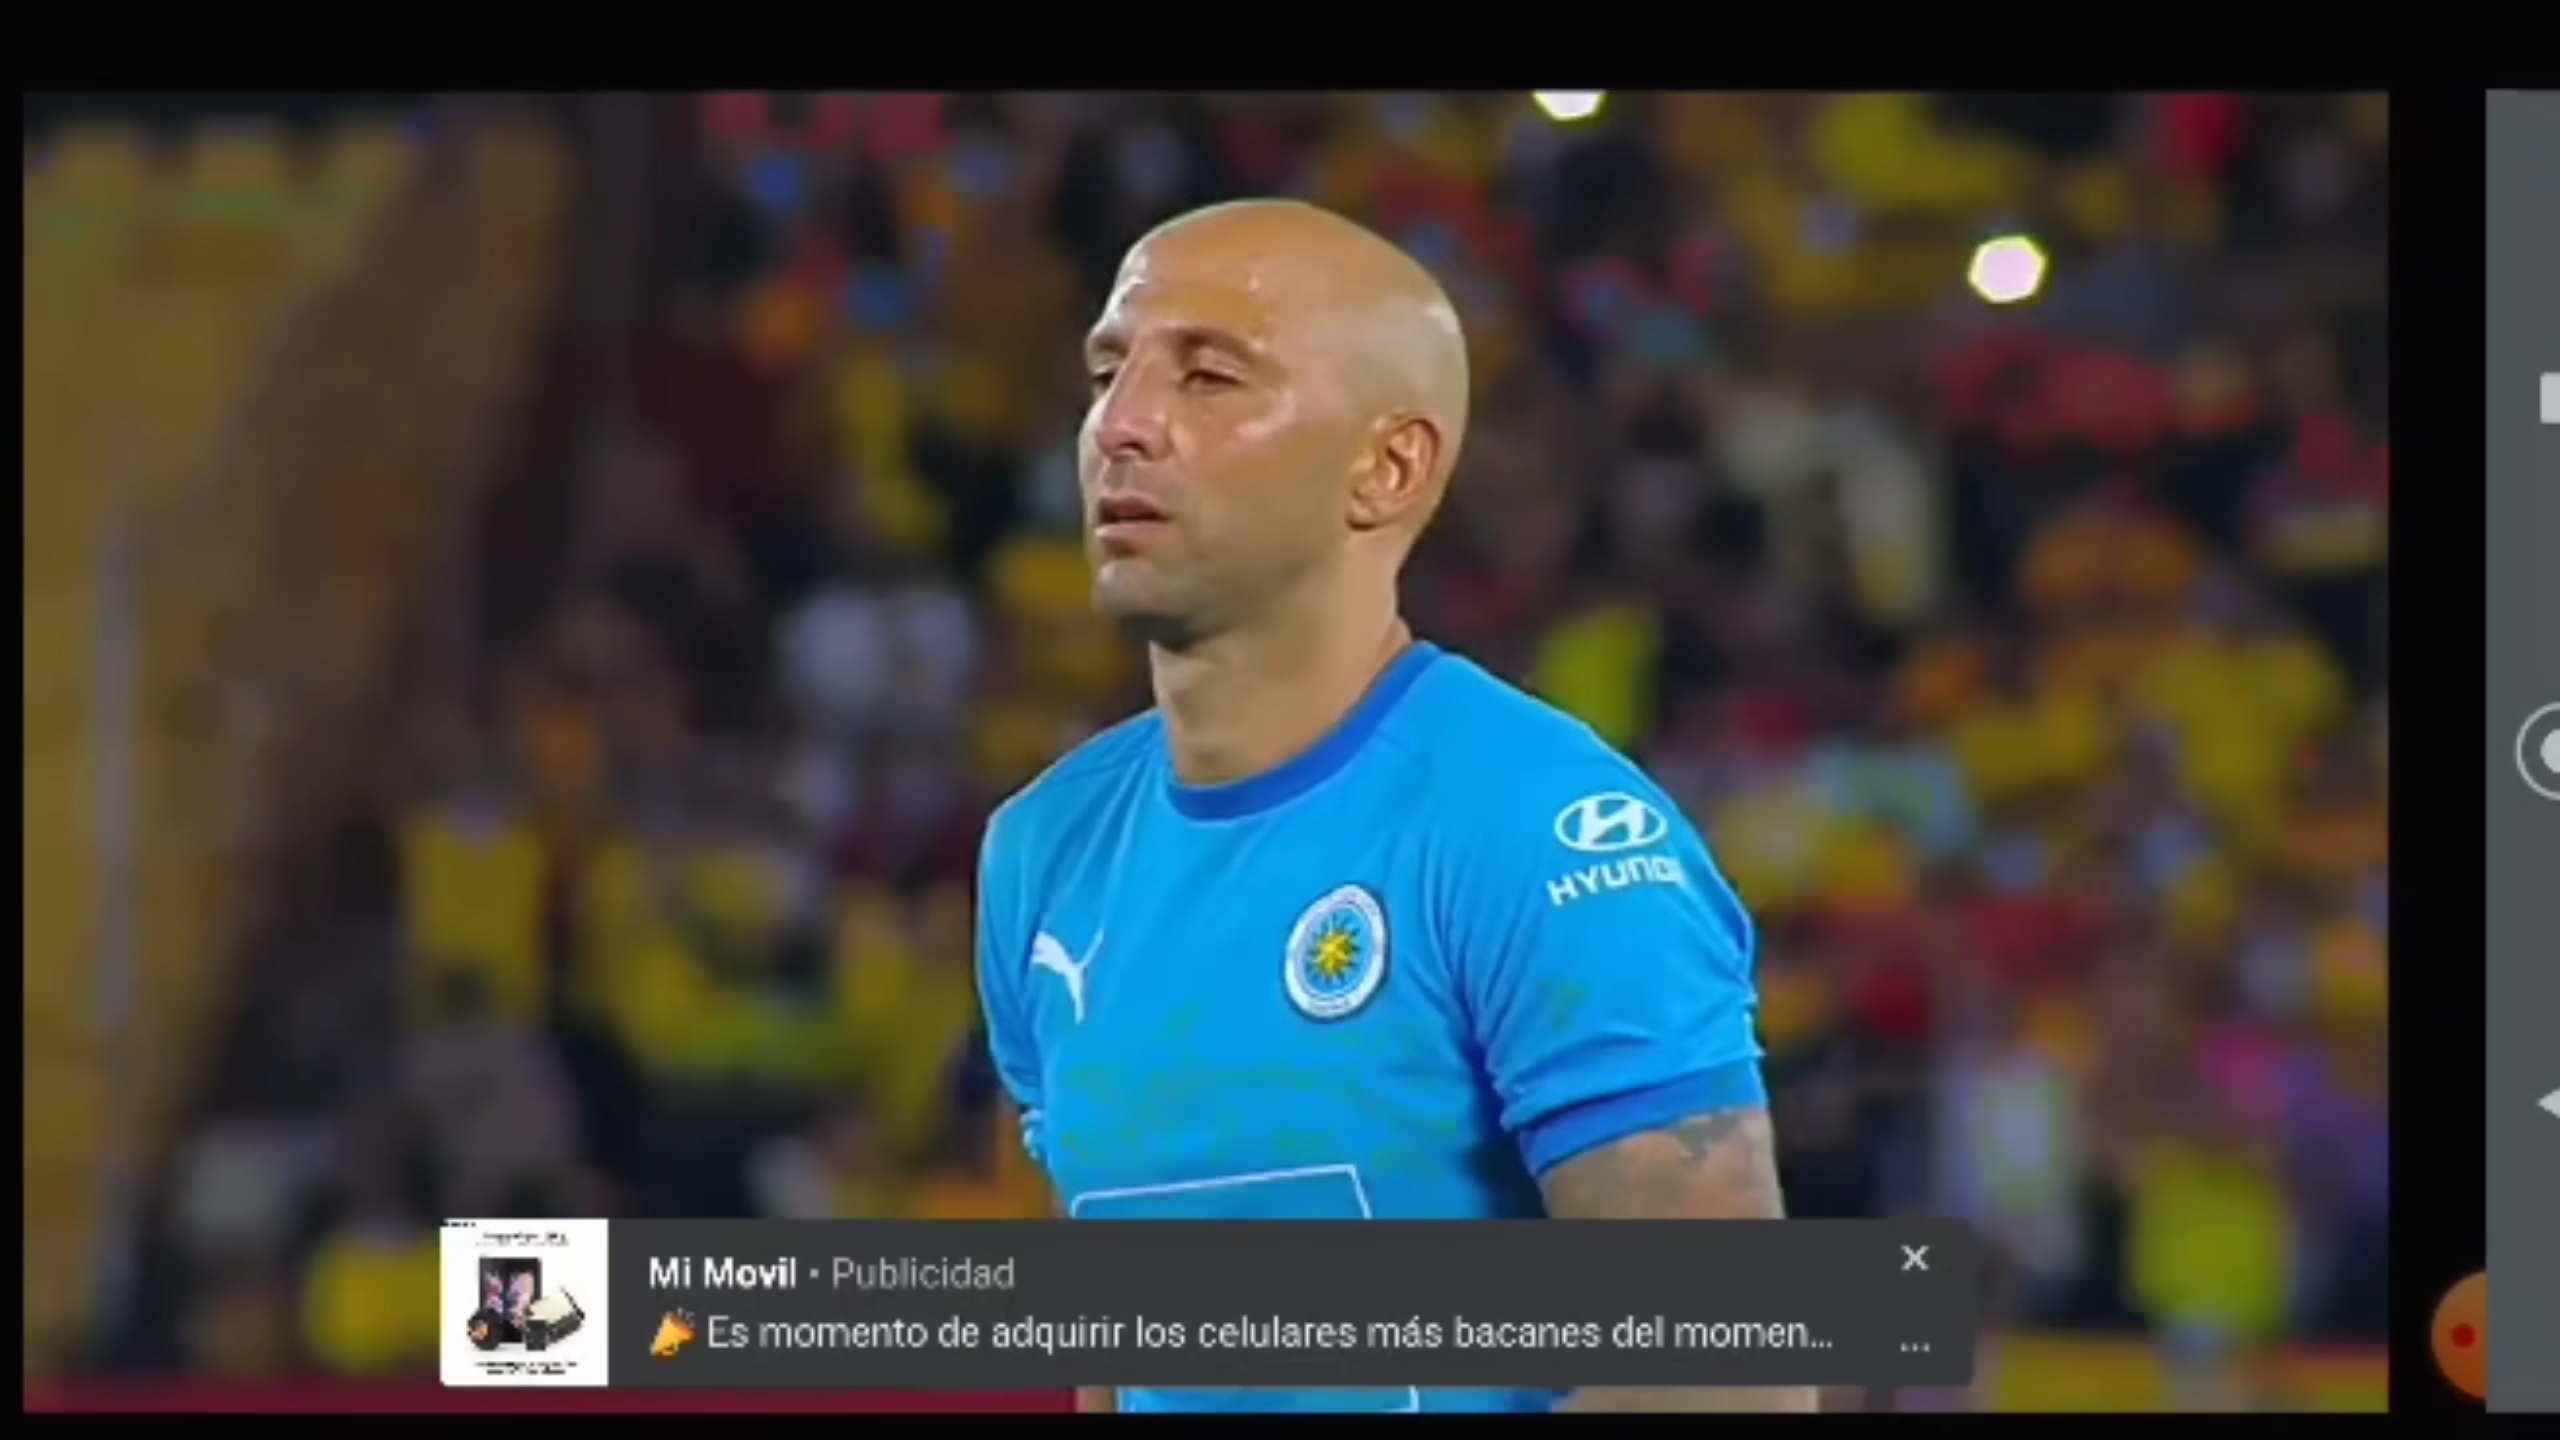 HYUNDAI
Mi Movil • Publicidad
Es momento de adquirir los celulares más bacanes del momen...